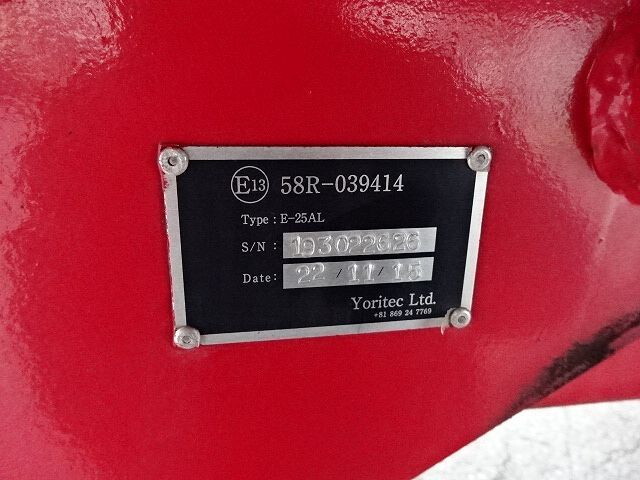 E13 58R-039414
Type : E-25AL
S/N : 193022626
Date : 22/11/15
Yoritec Ltd.
+81 869 24 7769